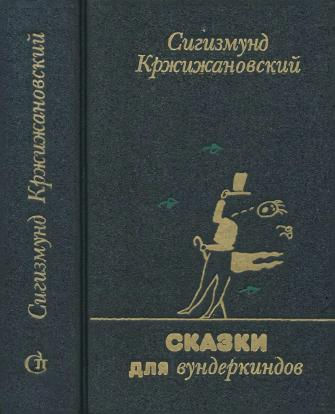 Сигизмунд Кржижановский
Сигизмунд
Кржижановский
СКАЗКИ
для вундеркиндов